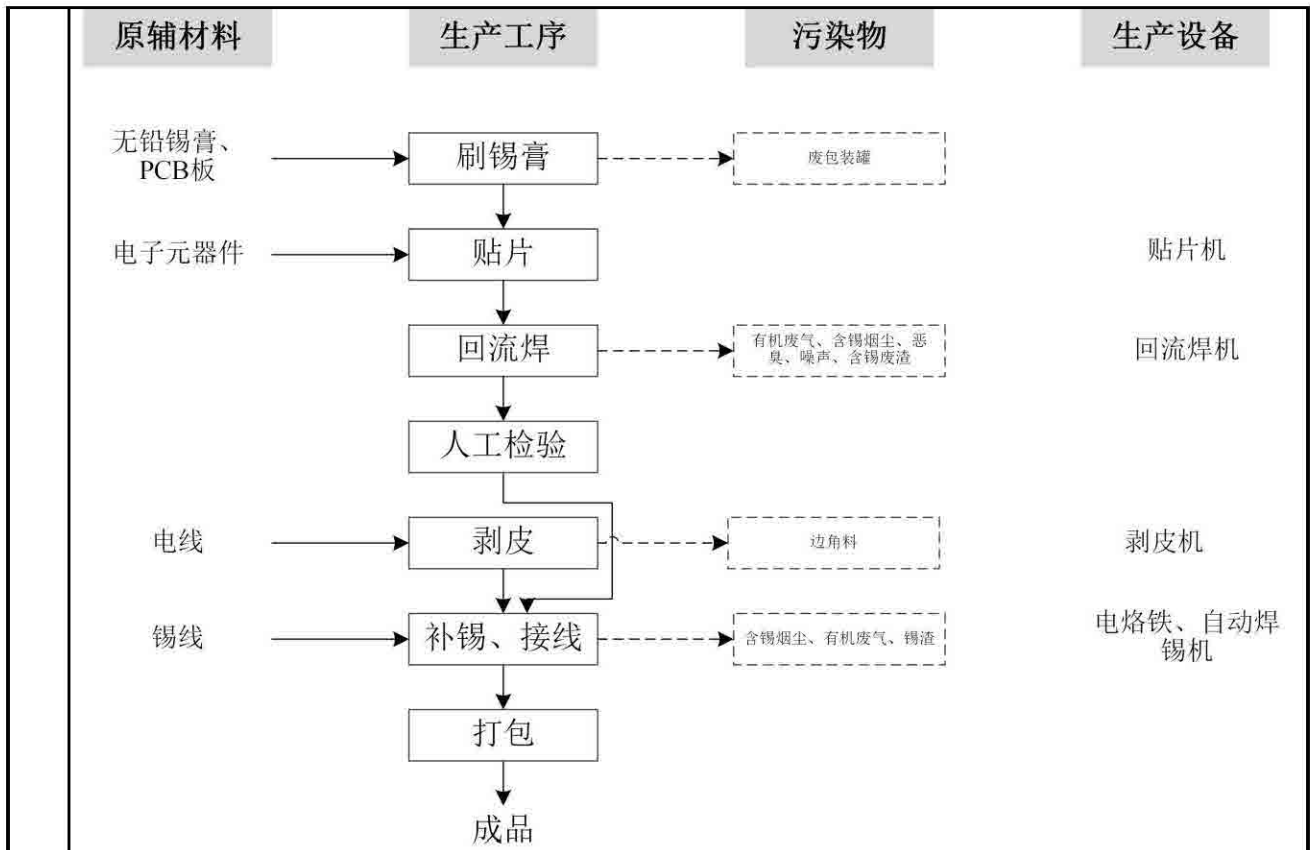 原辅材料 生产工序 污染物 生产设备
无铅锡膏、
PCB板
刷锡膏
废包装罐
电子元器件
贴片
贴片机
回流焊
有机废气、含锡烟尘、恶
臭、噪声、含锡废渣
回流焊机
人工检验
电线
剥皮
边角料
剥皮机
锡线
补锡、接线
含锡烟尘、有机废气、锡渣
电烙铁、自动焊
锡机
打包
成品